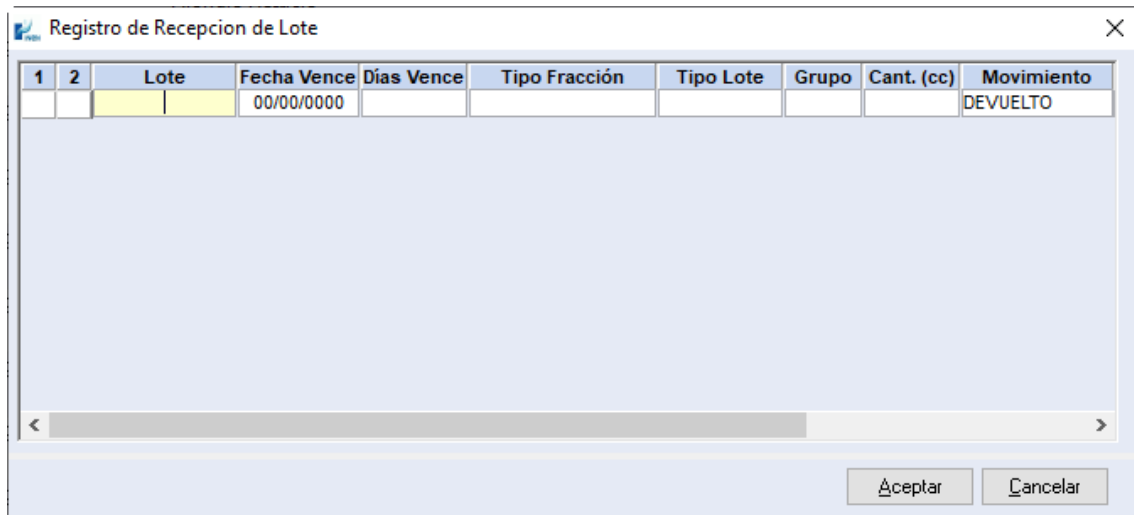 Registro de Recepcion de Lote
1 2 Lote Fecha Vence Días Vence Tipo Fracción Tipo Lote Grupo Cant. (cc) Movimiento
00/00/0000 DEVUELTO
Aceptar Cancelar